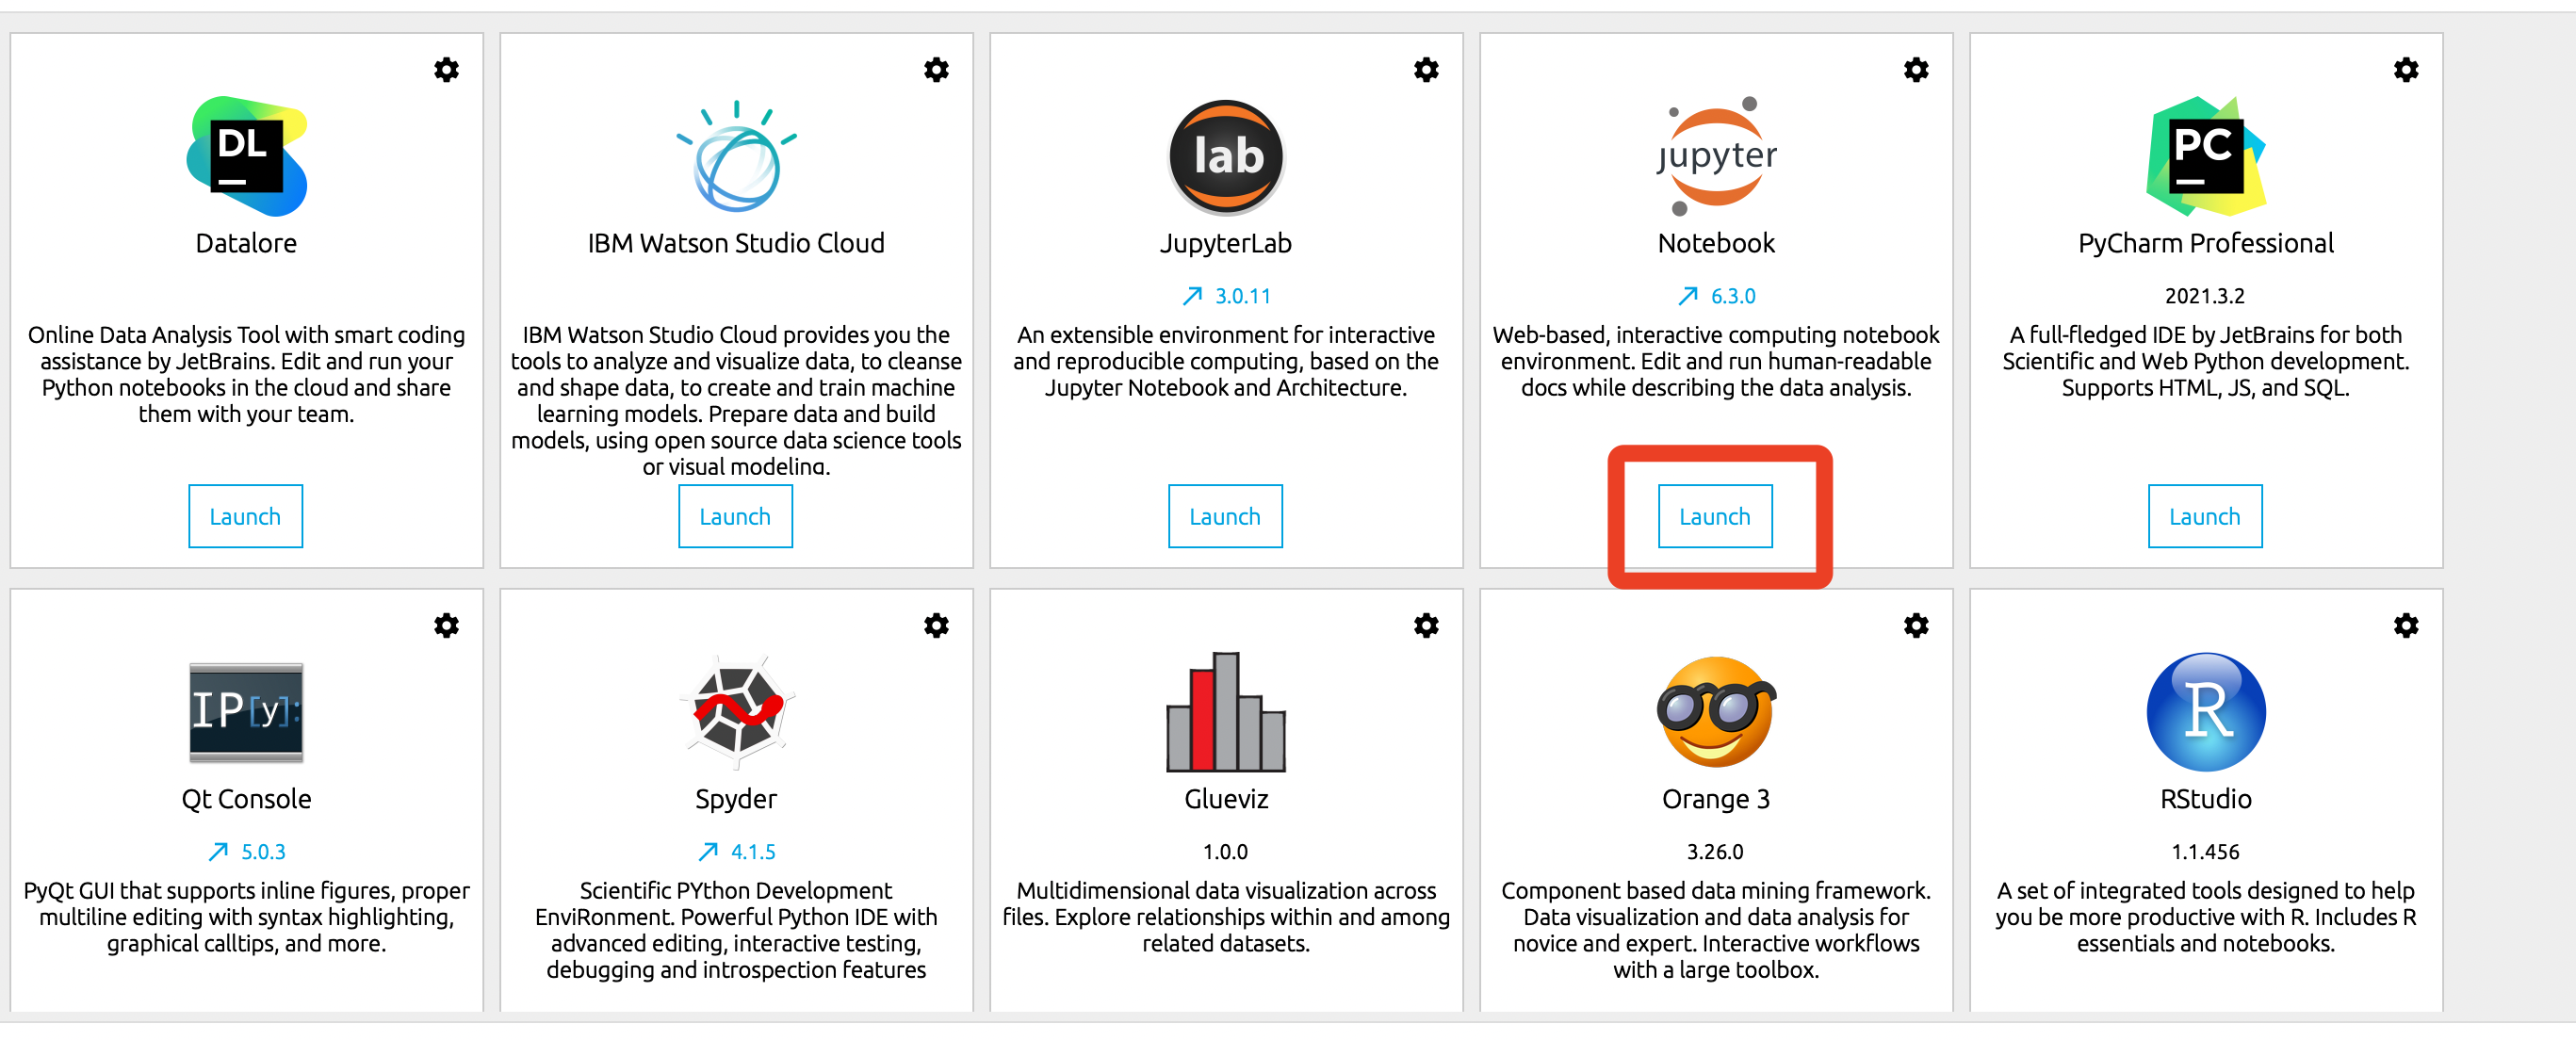 DL
Datalore
Online Data Analysis Tool with smart coding
assistance by JetBrains. Edit and run your
Python notebooks in the cloud and share
them with your team.
Launch
IBM Watson Studio Cloud
IBM Watson Studio Cloud provides you the
tools to analyze and visualize data, to cleanse
and shape data, to create and train machine
learning models. Prepare data and build
models, using open source data science tools
or visual modeling.
Launch
lab
JupyterLab
3.0.11
An extensible environment for interactive
and reproducible computing, based on the
Jupyter Notebook and Architecture.
Launch
jupyter
Notebook
6.3.0
Web-based, interactive computing notebook
environment. Edit and run human-readable
docs while describing the data analysis.
Launch
PC
PyCharm Professional
2021.3.2
A full-fledged IDE by JetBrains for both
Scientific and Web Python development.
Supports HTML, JS, and SQL.
Launch
IP[y]:
Qt Console
5.0.3
PyQt GUI that supports inline figures, proper
multiline editing with syntax highlighting,
graphical calltips, and more.
Spyder
4.1.5
Scientific PYthon Development
EnviRonment. Powerful Python IDE with
advanced editing, interactive testing,
debugging and introspection features
Glueviz
1.0.0
Multidimensional data visualization across
files. Explore relationships within and among
related datasets.
Orange 3
3.26.0
Component based data mining framework.
Data visualization and data analysis for
novice and expert. Interactive workflows
with a large toolbox.
R
RStudio
1.1.456
A set of integrated tools designed to help
you be more productive with R. Includes R
essentials and notebooks.